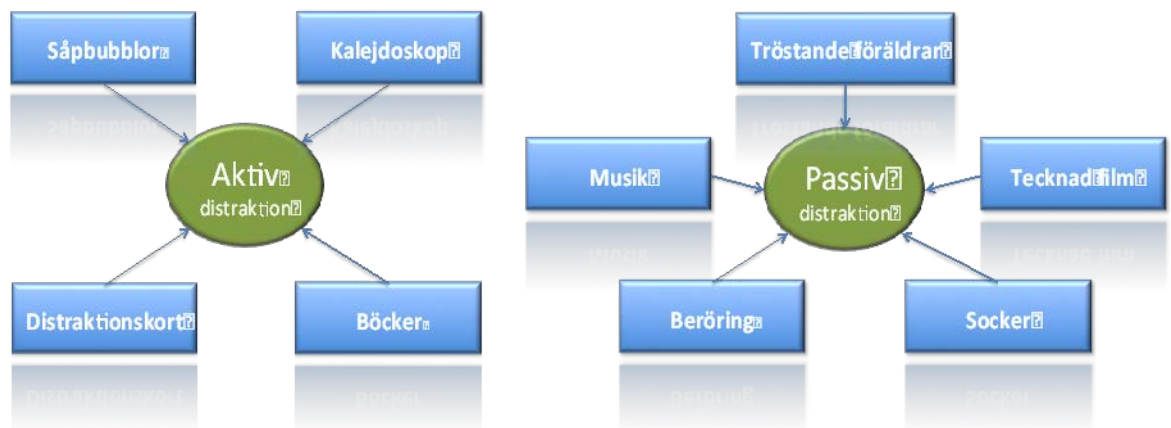 Såpbubblor
Kalejdoskop
Aktiv
distraktion
Distraktionskort
Böcker
Tröstande föräldrar
Musik
Passiv
distraktion
Tecknad film
Beröring
Socker